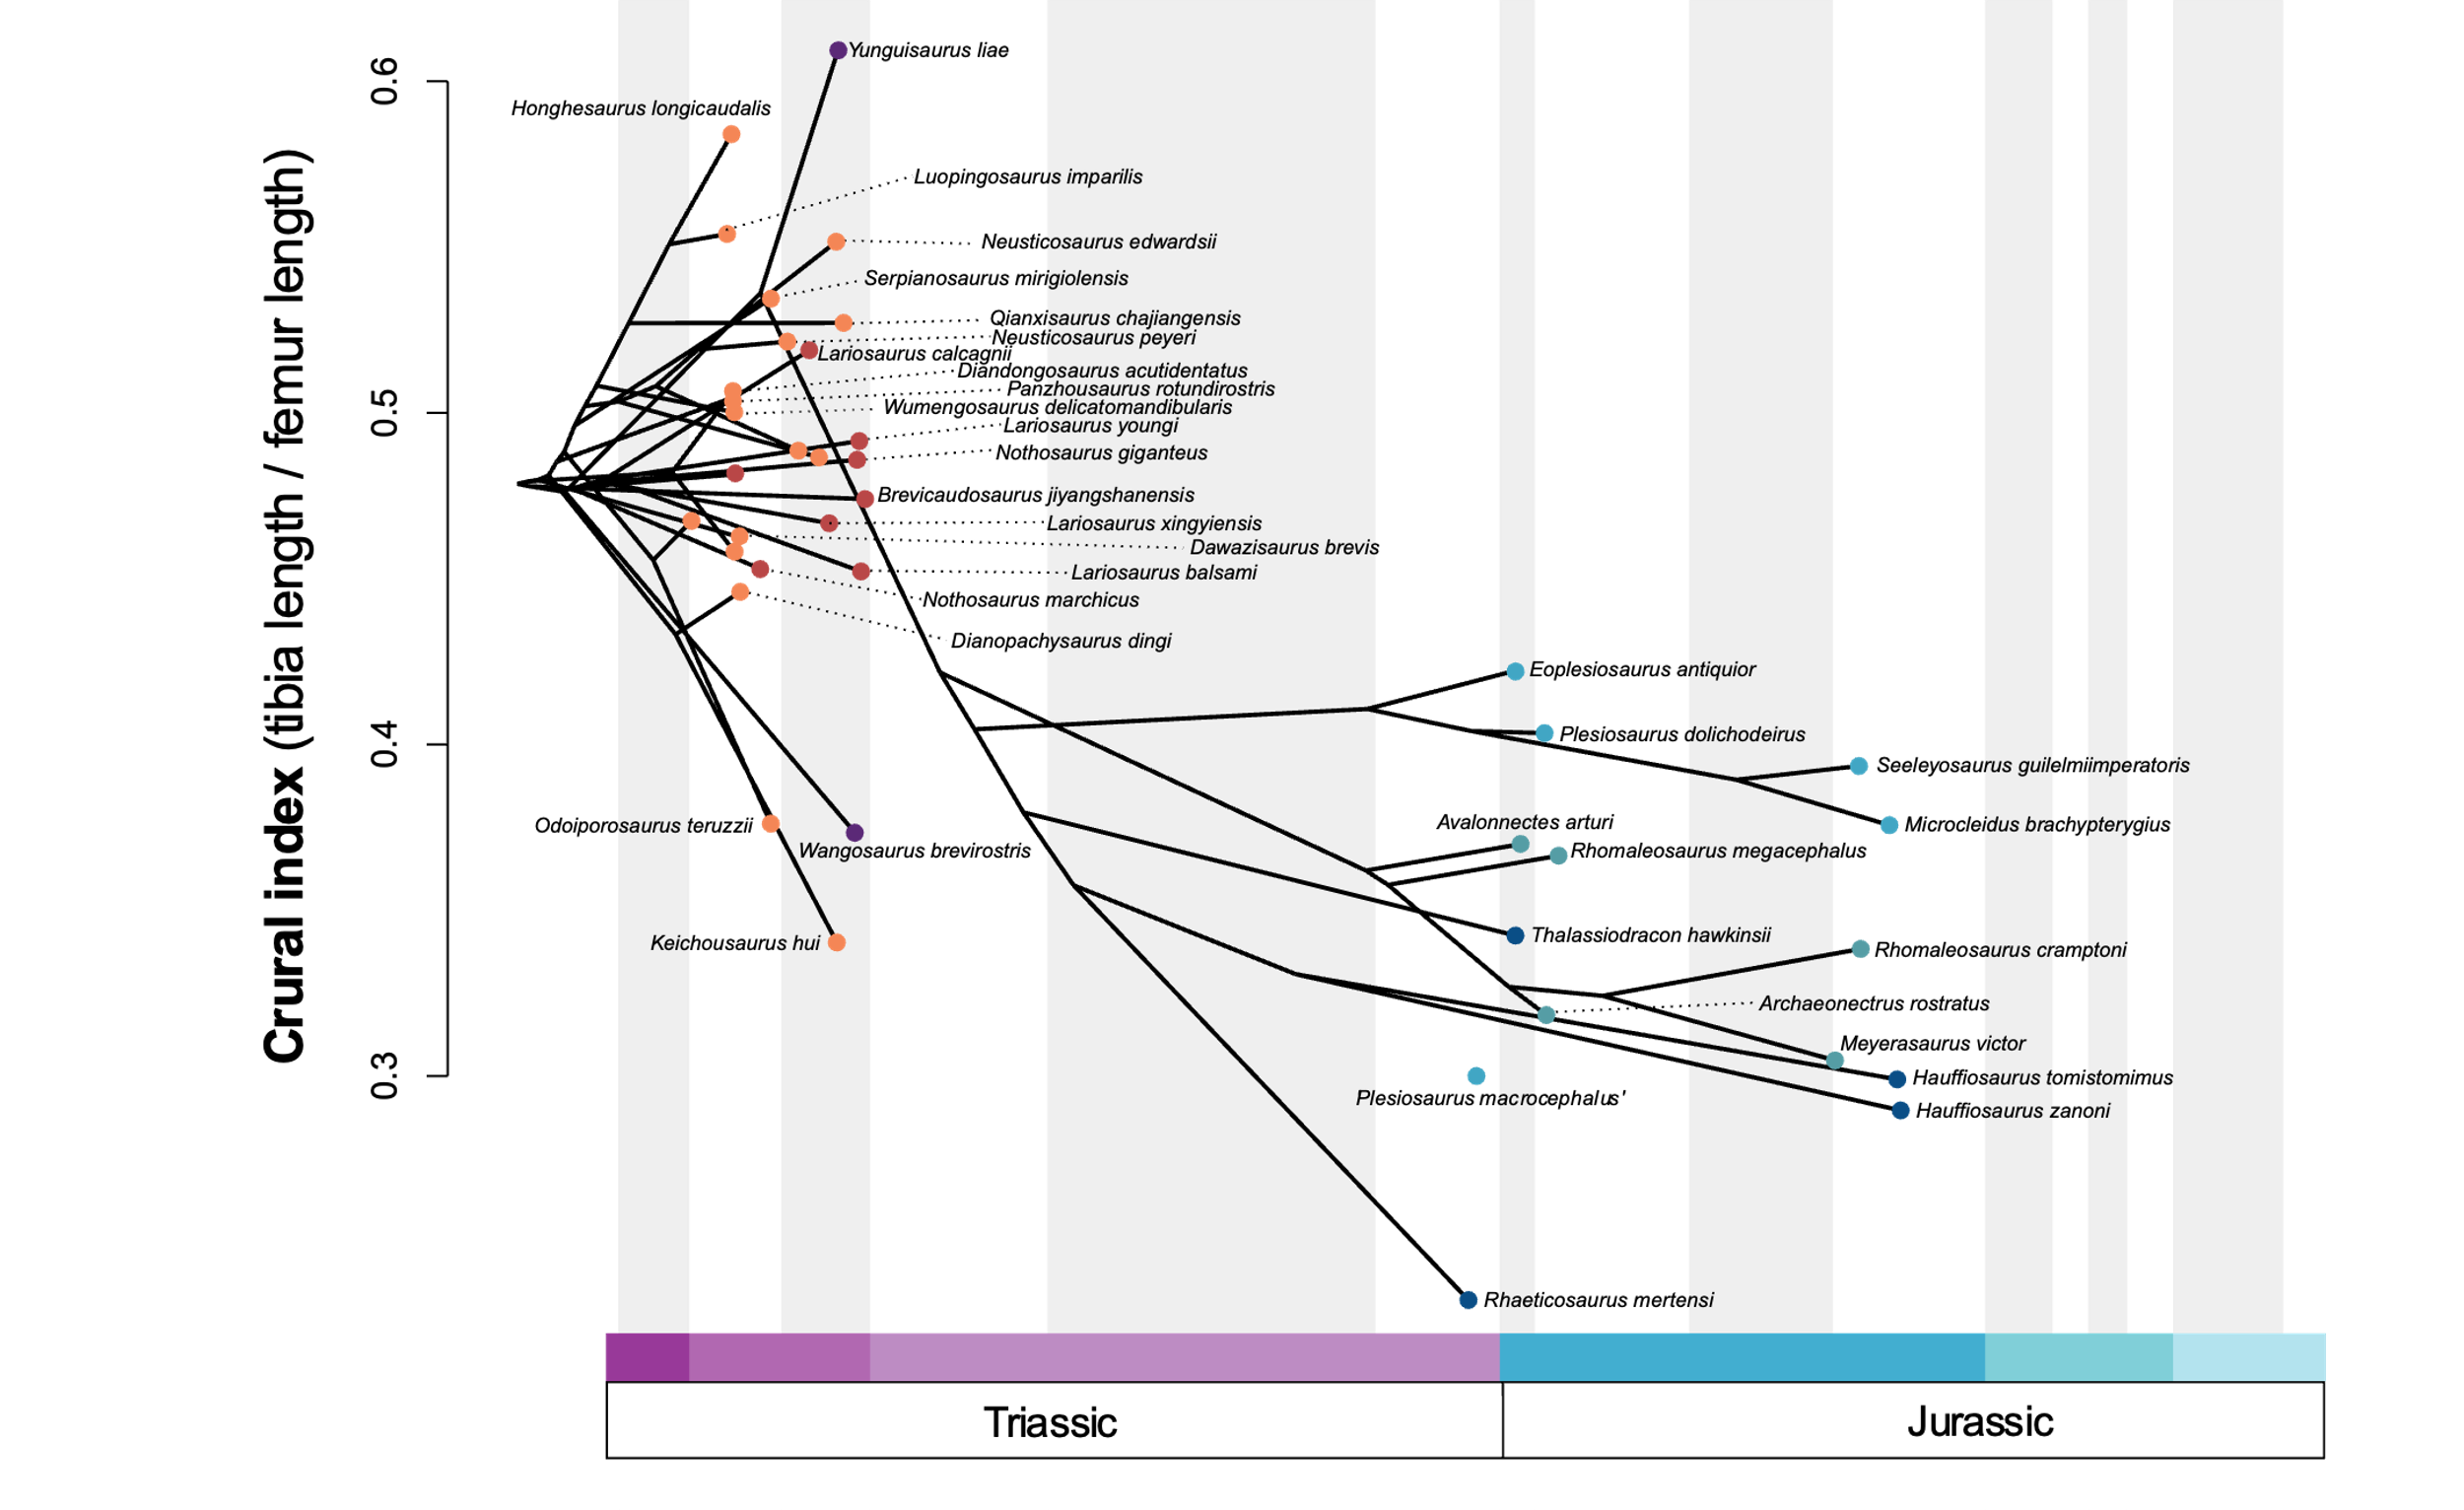 Crural index (tibia length / femur length)
0.6
0.5
0.4
0.3
Yunguisaurus liae
Honghesaurus longicaudalis
Luopingosaurus imparilis
Neusticosaurus edwardsii
Serpianosaurus mirigiolensis
Qianxisaurus chajiangensis
Neusticosaurus peyeri
Lariosaurus calcagnii
Diandongosaurus acutidentatus
Panzhousaurus rotundirostris
Wumengosaurus delicatomandibularis
Lariosaurus youngi
Nothosaurus giganteus
Brevicaudosaurus jiyangshanensis
Lariosaurus xingyiensis
Dawazisaurus brevis
Lariosaurus balsami
Nothosaurus marchicus
Dianopachysaurus dingi
Eoplesiosaurus antiquior
Plesiosaurus dolichodeirus
Seeleyosaurus guilelmiimperatoris
Avalonnectes arturi
Microcleidus brachypterygius
Odoiporosaurus teruzzii
Wangosaurus brevirostris
Rhomaleosaurus megacephalus
Thalassiodracon hawkinsii
Keichousaurus hui
Rhomaleosaurus cramptoni
Archaeonectrus rostratus
Meyerasaurus victor
Hauffiosaurus tomistomimus
Plesiosaurus macrocephalus'
Hauffiosaurus zanoni
Rhaeticosaurus mertensi
Triassic
Jurassic